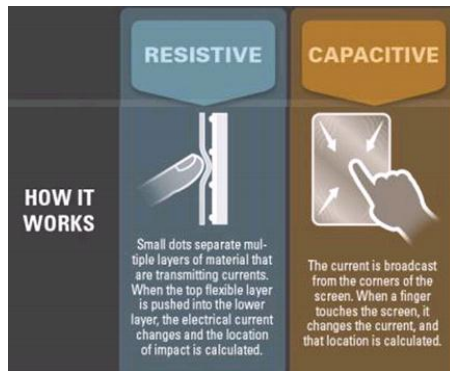 RESISTIVE
CAPACITIVE
HOW IT
WORKS
Small dots separate mul-
tiple layers of material that
are transmitting currents.
When the top flexible layer
is pushed into the lower
layer, the electrical current
changes and the location
of impact is calculated.
The current is broadcast
from the corners of the
screen. When a finger
touches the screen, it
changes the current, and
that location is calculated.